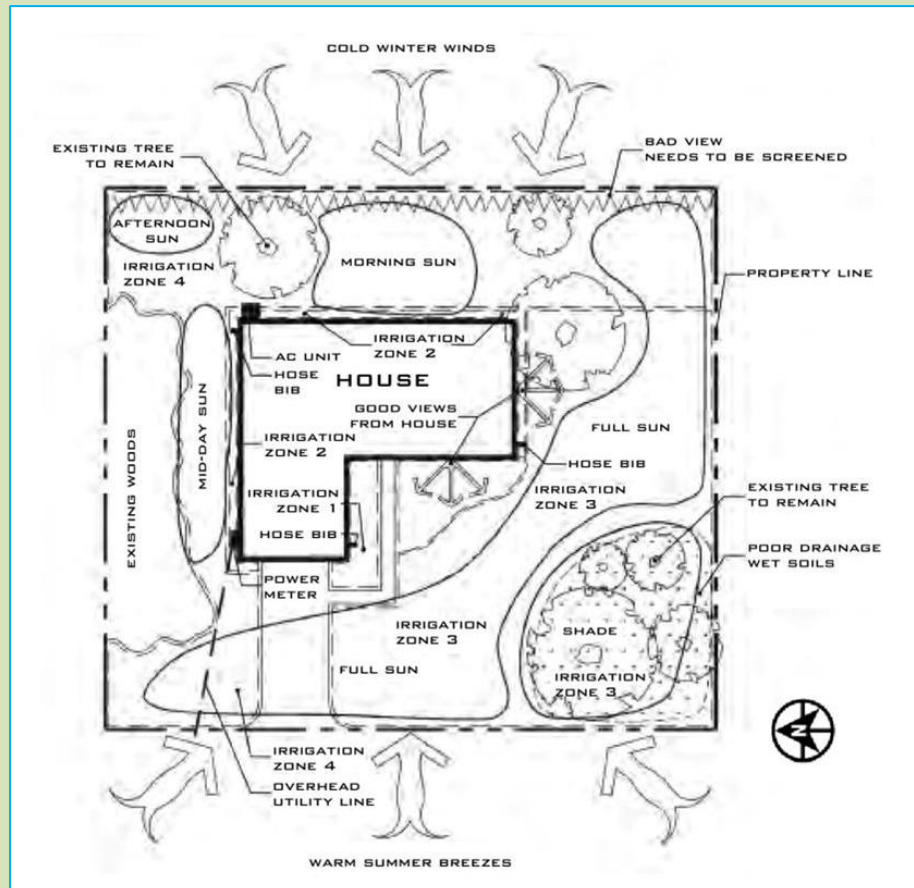 COLD WINTER WINDS
EXISTING TREE
TO REMAIN
BAD VIEW
NEEDS TO BE SCREENED
AFTERNOON
SUN
IRRIGATION
ZONE 4
MORNING SUN
PROPERTY LINE
IRRIGATION
ZONE 2
AC UNIT
HOSE
BIB
HOUSE
GOOD VIEWS
FROM HOUSE
FULL SUN
MID-DAY SUN
EXISTING WOODS
IRRIGATION
ZONE 2
HOSE BIB
IRRIGATION
ZONE 1
IRRIGATION
ZONE 3
EXISTING TREE
TO REMAIN
HOSE BIB
POOR DRAINAGE
WET SOILS
POWER
METER
IRRIGATION
ZONE 3
SHADE
FULL SUN
IRRIGATION
ZONE 3
N
IRRIGATION
ZONE 4
OVERHEAD
UTILITY LINE
WARM SUMMER BREEZES